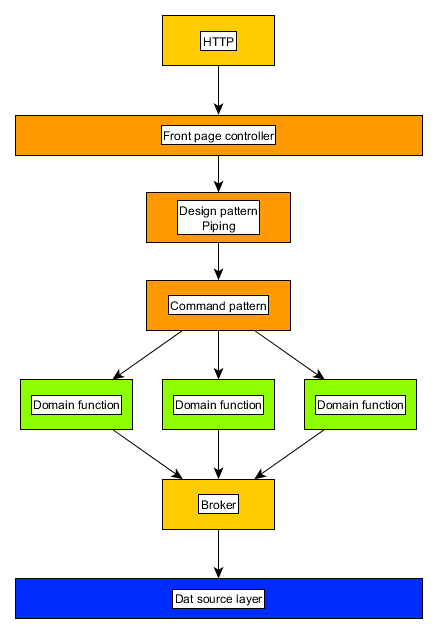 HTTP
Front page controller
Design pattern
Piping
Command pattern
Domain function
Domain function
Domain function
Broker
Dat source layer